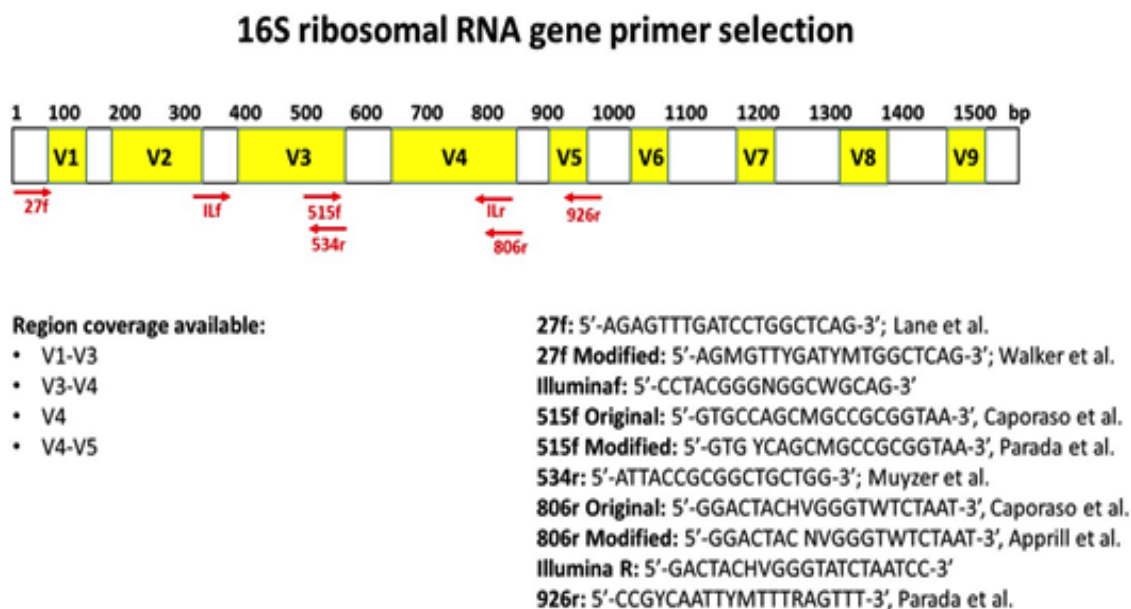 16S ribosomal RNA gene primer selection
1 100 200 300 400 500 600 700 800 900 1000 1100 1200 1300 1400 1500 bp
V1 V2 V3 V4 V5 V6 V7 V8 V9
27f ILf 515f ILr 926r
534r 806r
Region coverage available:
• V1-V3
• V3-V4
• V4
• V4-V5
27f: 5'-AGAGTTTGATCCTGGCTCAG-3'; Lane et al.
27f Modified: 5'-AGMGTTYGATYMTGGCTCAG-3'; Walker et al.
Illuminaf: 5'-CCTACGGGNGGCWGCAG-3'
515f Original: 5'-GTGCCAGCMGCCGCGGTAA-3', Caporaso et al.
515f Modified: 5'-GTG YCAGCMGCCGCGGTAA-3', Parada et al.
534r: 5'-ATTACCGCGGCTGCTGG-3'; Muyzer et al.
806r Original: 5'-GGACTACHVGGGTWTCTAAT-3', Caporaso et al.
806r Modified: 5'-GGACTAC NVGGGTWTCTAAT-3', Apprill et al.
Illumina R: 5'-GACTACHVGGGTATCTAATCC-3'
926r: 5'-CCGYCAATTYMTTTRAGTTT-3', Parada et al.